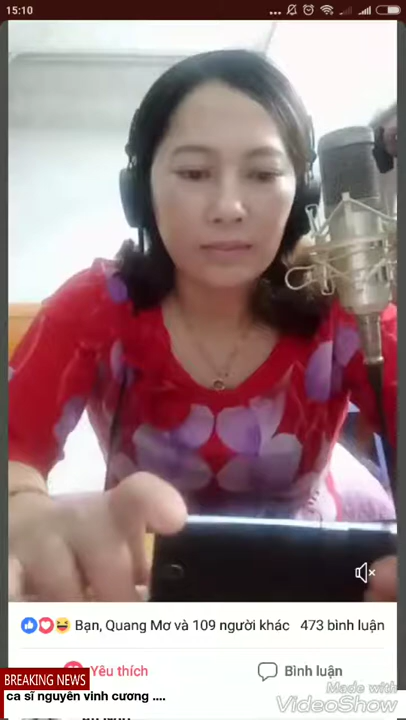 15:10
Bạn, Quang Mơ và 109 người khác 473 bình luận
Yêu thích Bình luận
BREAKING NEWS
Made with
VideoShow
ca sĩ nguyên vinh cương ....